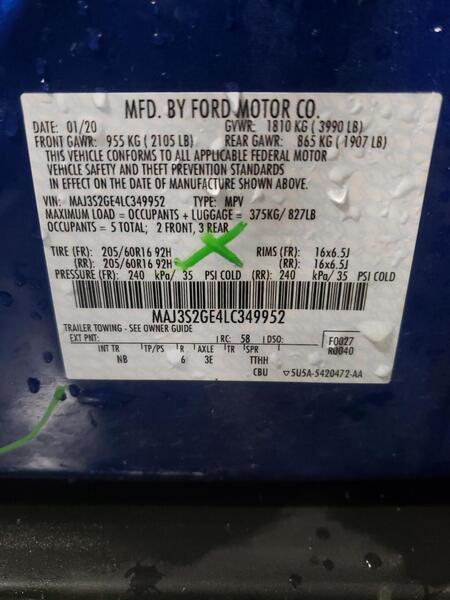 MFD. BY FORD MOTOR CO.
DATE: 01/20 GVWR: 1810 KG ( 3990 LB)
FRONT GAWR: 955 KG ( 2105 LB) REAR GAWR: 865 KG ( 1907 LB)
THIS VEHICLE CONFORMS TO ALL APPLICABLE FEDERAL MOTOR
VEHICLE SAFETY AND THEFT PREVENTION STANDARDS
IN EFFECT ON THE DATE OF MANUFACTURE SHOWN ABOVE.
VIN: MAJ3S2GE4LC349952 TYPE: MPV
MAXIMUM LOAD = OCCUPANTS + LUGGAGE = 375KG/ 827LB
OCCUPANTS = 5 TOTAL; 2 FRONT, 3 REAR
TIRE (FR): 205/60R16 92H RIMS (FR): 16x6.5J
(RR): 205/60R16 92H (RR): 16x6.5J
PRESSURE (FR): 240 kPa/ 35 PSI COLD (RR): 240 kPa/ 35 PSI COLD
MAJ3S2GE4LC349952
TRAILER TOWING - SEE OWNER GUIDE
EXT PNT: RC: 58 DSO: F0027
R0040
INT TR TP/PS R AXLE TR SPR
NB 6 3E TTHH
CBU ▽5U5A-5420472-AA